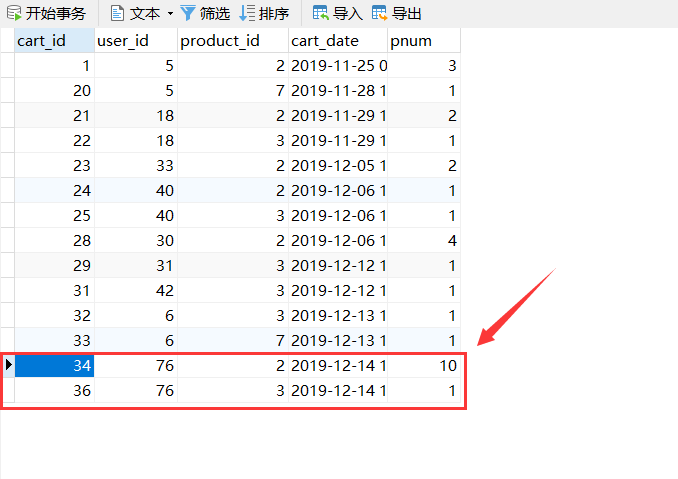 开始事务 文本 筛选 排序 导入 导出
cart_id user_id product_id cart_date pnum
1 5 2 2019-11-25 0 3
20 5 7 2019-11-28 1 1
21 18 2 2019-11-29 1 2
22 18 3 2019-11-29 1 1
23 33 2 2019-12-05 1 2
24 40 2 2019-12-06 1 1
25 40 3 2019-12-06 1 1
28 30 2 2019-12-06 1 4
29 31 3 2019-12-12 1 1
31 42 3 2019-12-12 1 1
32 6 3 2019-12-13 1 1
33 6 7 2019-12-13 1 1
34 76 2 2019-12-14 1 10
36 76 3 2019-12-14 1 1